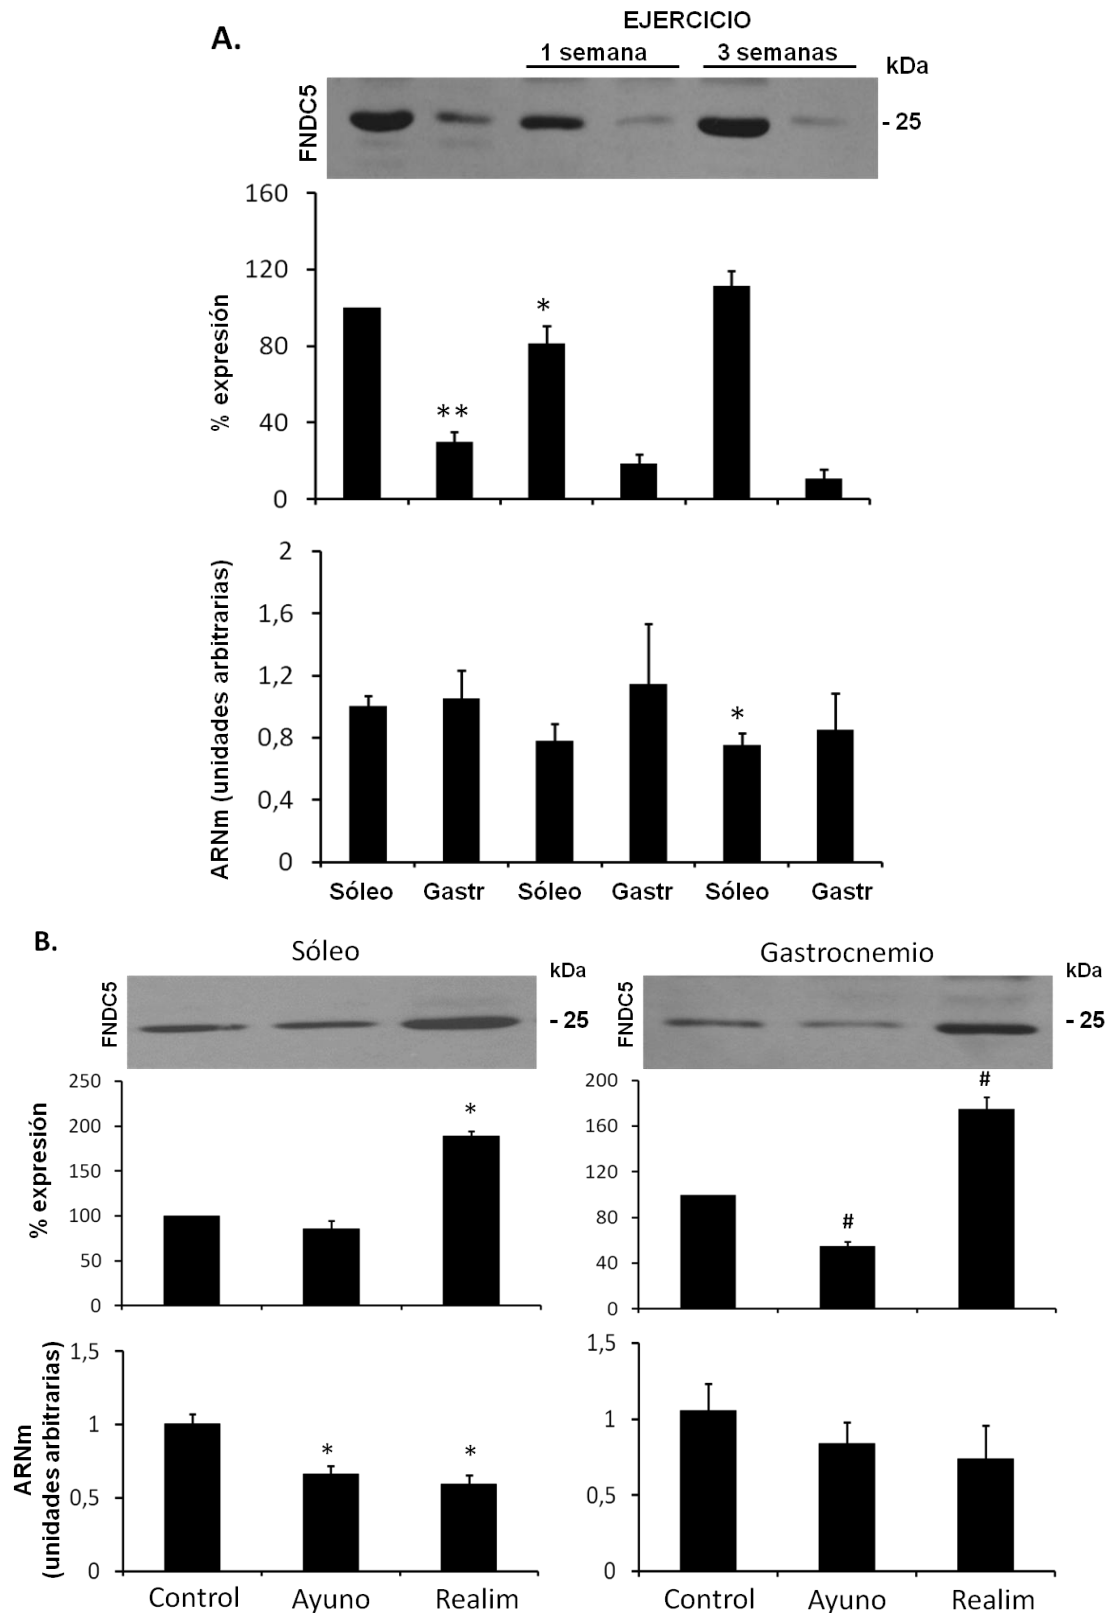 A.
EJERCICIO
1 semana
3 semanas
kDa
FNDC5
- 25
160
120
80
40
0
% expresión
**
*
2
1,6
1,2
0,8
0,4
0
ARNm (unidades arbitrarias)
*
Sóleo Gastr Sóleo Gastr Sóleo Gastr
B.
Sóleo
kDa
FNDC5
- 25
250
200
150
100
50
0
% expresión
*
1,5
1
0,5
0
ARNm
(unidades arbitrarias)
*
*
Control Ayuno Realim
Gastrocnemio
kDa
FNDC5
- 25
200
160
120
80
40
0
#
#
1,5
1
0,5
0
Control Ayuno Realim